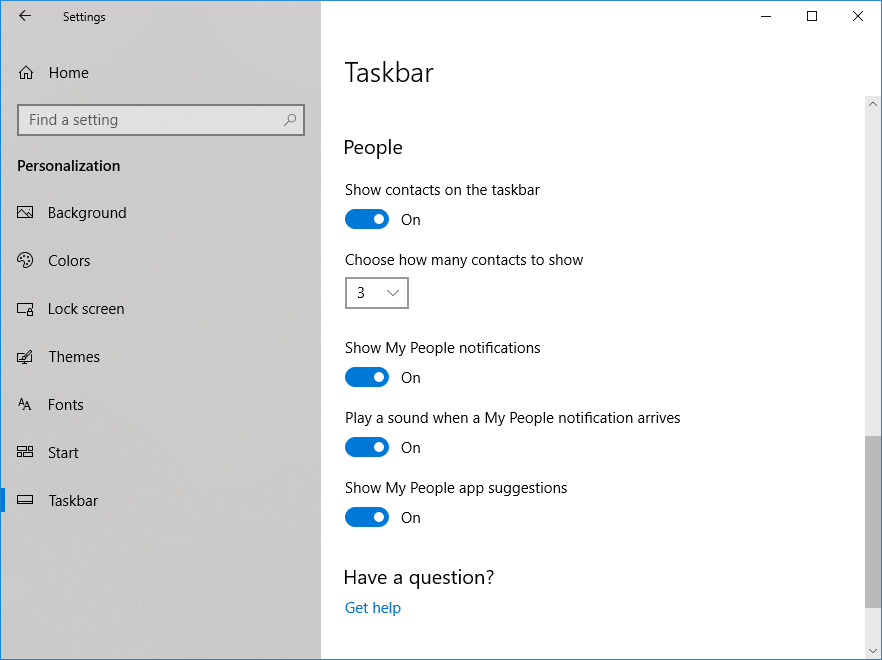 Settings
Home
Find a setting
Personalization
Background
Colors
Lock screen
Themes
Fonts
Start
Taskbar
Taskbar
People
Show contacts on the taskbar
On
Choose how many contacts to show
3
Show My People notifications
On
Play a sound when a My People notification arrives
On
Show My People app suggestions
On
Have a question?
Get help